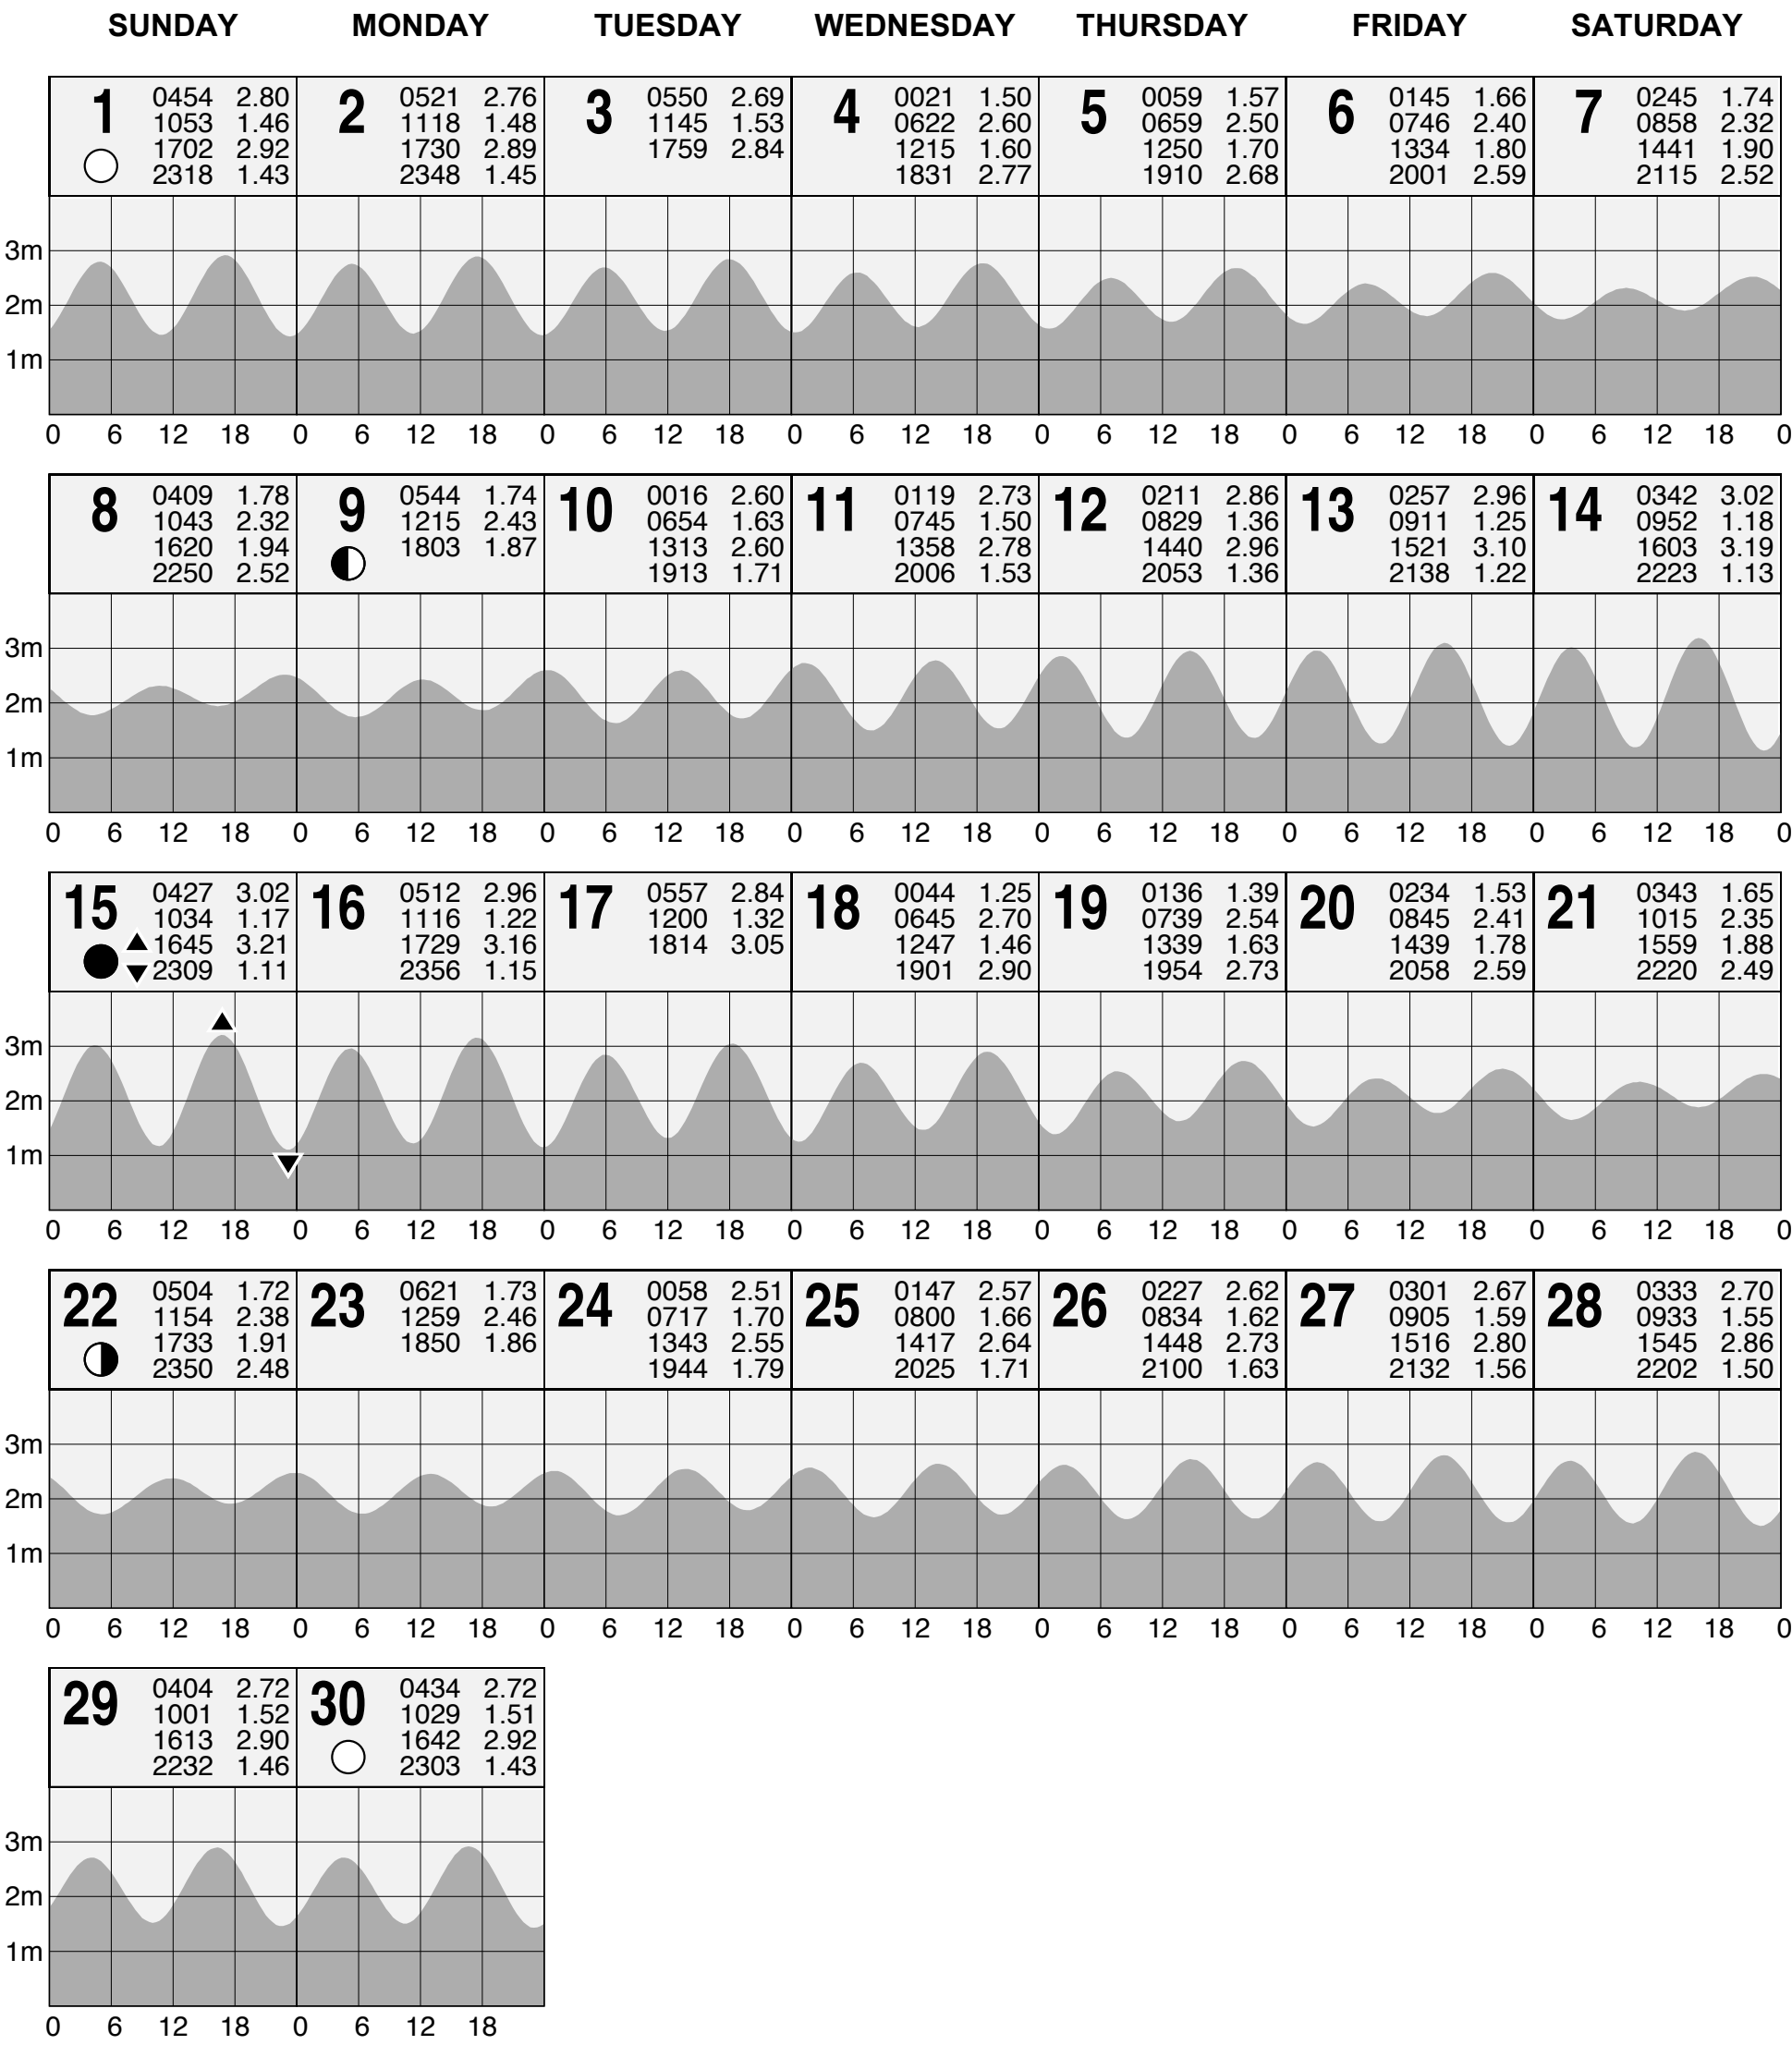 SUNDAY MONDAY TUESDAY WEDNESDAY THURSDAY FRIDAY SATURDAY
1 0454 2.80 2 0521 2.76 3 0550 2.69 4 0021 1.50 5 0059 1.57 6 0145 1.66 7 0245 1.74
1053 1.46 1118 1.48 1145 1.53 0622 2.60 0659 2.50 0746 2.40 0858 2.32
1702 2.92 1730 2.89 1759 2.84 1215 1.60 1250 1.70 1334 1.80 1441 1.90
2318 1.43 2348 1.45 1831 2.77 1910 2.68 2001 2.59 2115 2.52
3m
2m
1m
0 6 12 18 0 6 12 18 0 6 12 18 0 6 12 18 0 6 12 18 0 6 12 18 0 6 12 18 0
8 0409 1.78 9 0544 1.74 10 0016 2.60 11 0119 2.73 12 0211 2.86 13 0257 2.96 14 0342 3.02
1043 2.32 1215 2.43 0654 1.63 0745 1.50 0829 1.36 0911 1.25 0952 1.18
1620 1.94 1803 1.87 1313 2.60 1358 2.78 1440 2.96 1521 3.10 1603 3.19
2250 2.52 1913 1.71 2006 1.53 2053 1.36 2138 1.22 2223 1.13
3m
2m
1m
0 6 12 18 0 6 12 18 0 6 12 18 0 6 12 18 0 6 12 18 0 6 12 18 0 6 12 18 0
15 0427 3.02 16 0512 2.96 17 0557 2.84 18 0044 1.25 19 0136 1.39 20 0234 1.53 21 0343 1.65
1034 1.17 1116 1.22 1200 1.32 0645 2.70 0739 2.54 0845 2.41 1015 2.35
1645 3.21 1729 3.16 1814 3.05 1247 1.46 1339 1.63 1439 1.78 1559 1.88
2309 1.11 2356 1.15 1901 2.90 1954 2.73 2058 2.59 2220 2.49
3m
2m
1m
0 6 12 18 0 6 12 18 0 6 12 18 0 6 12 18 0 6 12 18 0 6 12 18 0 6 12 18 0
22 0504 1.72 23 0621 1.73 24 0058 2.51 25 0147 2.57 26 0227 2.62 27 0301 2.67 28 0333 2.70
1154 2.38 1259 2.46 0717 1.70 0800 1.66 0834 1.62 0905 1.59 0933 1.55
1733 1.91 1850 1.86 1343 2.55 1417 2.64 1448 2.73 1516 2.80 1545 2.86
2350 2.48 1944 1.79 2025 1.71 2100 1.63 2132 1.56 2202 1.50
3m
2m
1m
0 6 12 18 0 6 12 18 0 6 12 18 0 6 12 18 0 6 12 18 0 6 12 18 0 6 12 18 0
29 0404 2.72 30 0434 2.72
1001 1.52 1029 1.51
1613 2.90 1642 2.92
2232 1.46 2303 1.43
3m
2m
1m
0 6 12 18 0 6 12 18